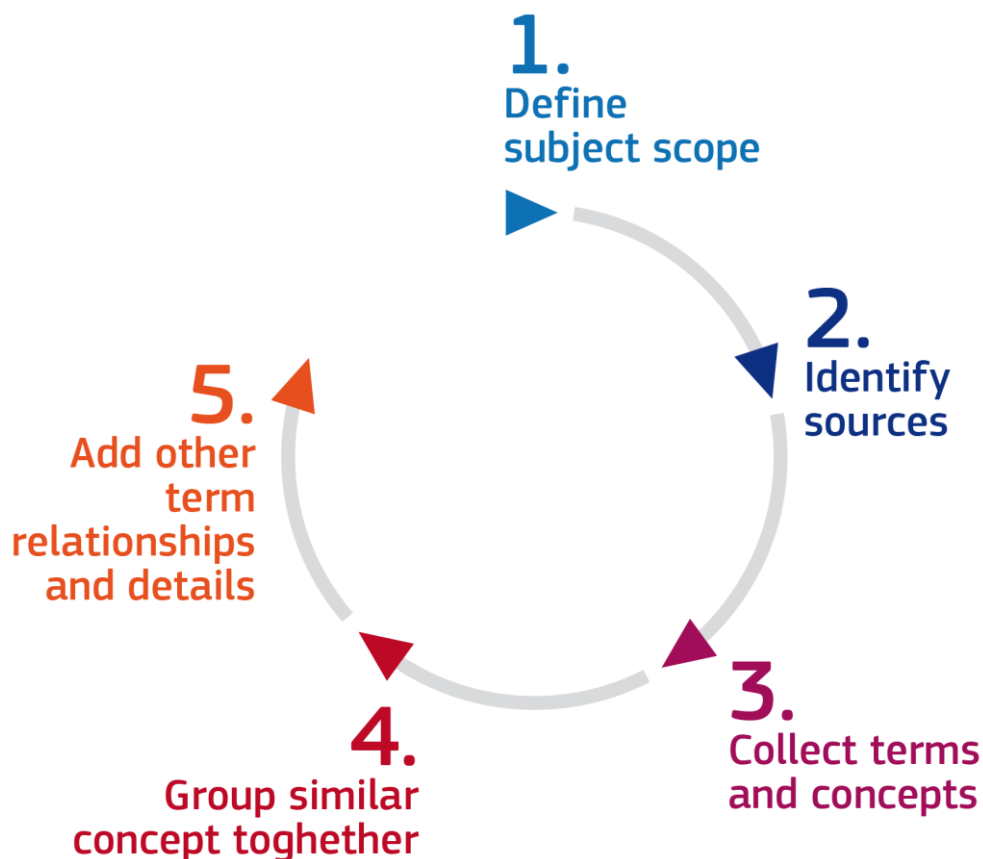 1.
Define
subject scope
2.
Identify
sources
3.
Collect terms
and concepts
4.
Group similar
concept toghether
5.
Add other
term
relationships
and details